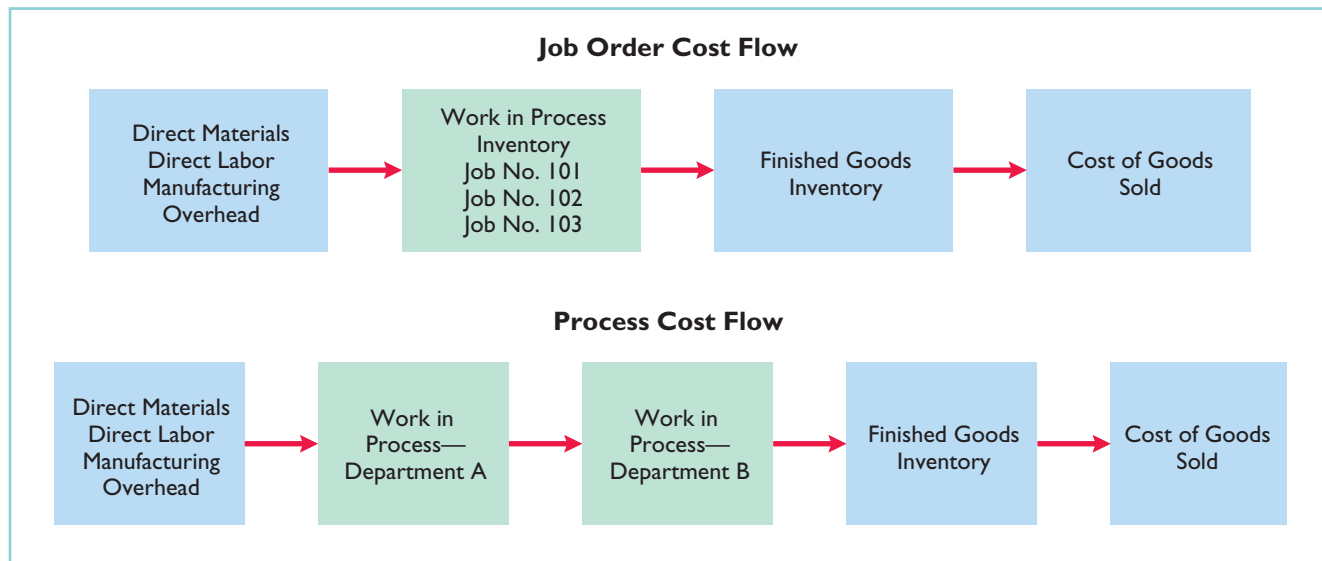 Job Order Cost Flow
Direct Materials
Direct Labor
Manufacturing
Overhead
Work in Process
Inventory
Job No. 101
Job No. 102
Job No. 103
Finished Goods
Inventory
Cost of Goods
Sold
Process Cost Flow
Direct Materials
Direct Labor
Manufacturing
Overhead
Work in
Process—
Department A
Work in
Process—
Department B
Finished Goods
Inventory
Cost of Goods
Sold